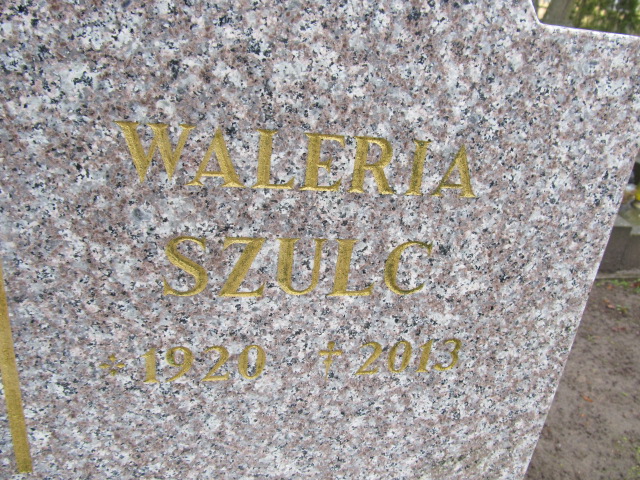 WALERIA
SZULC
+ 1920 + 2013